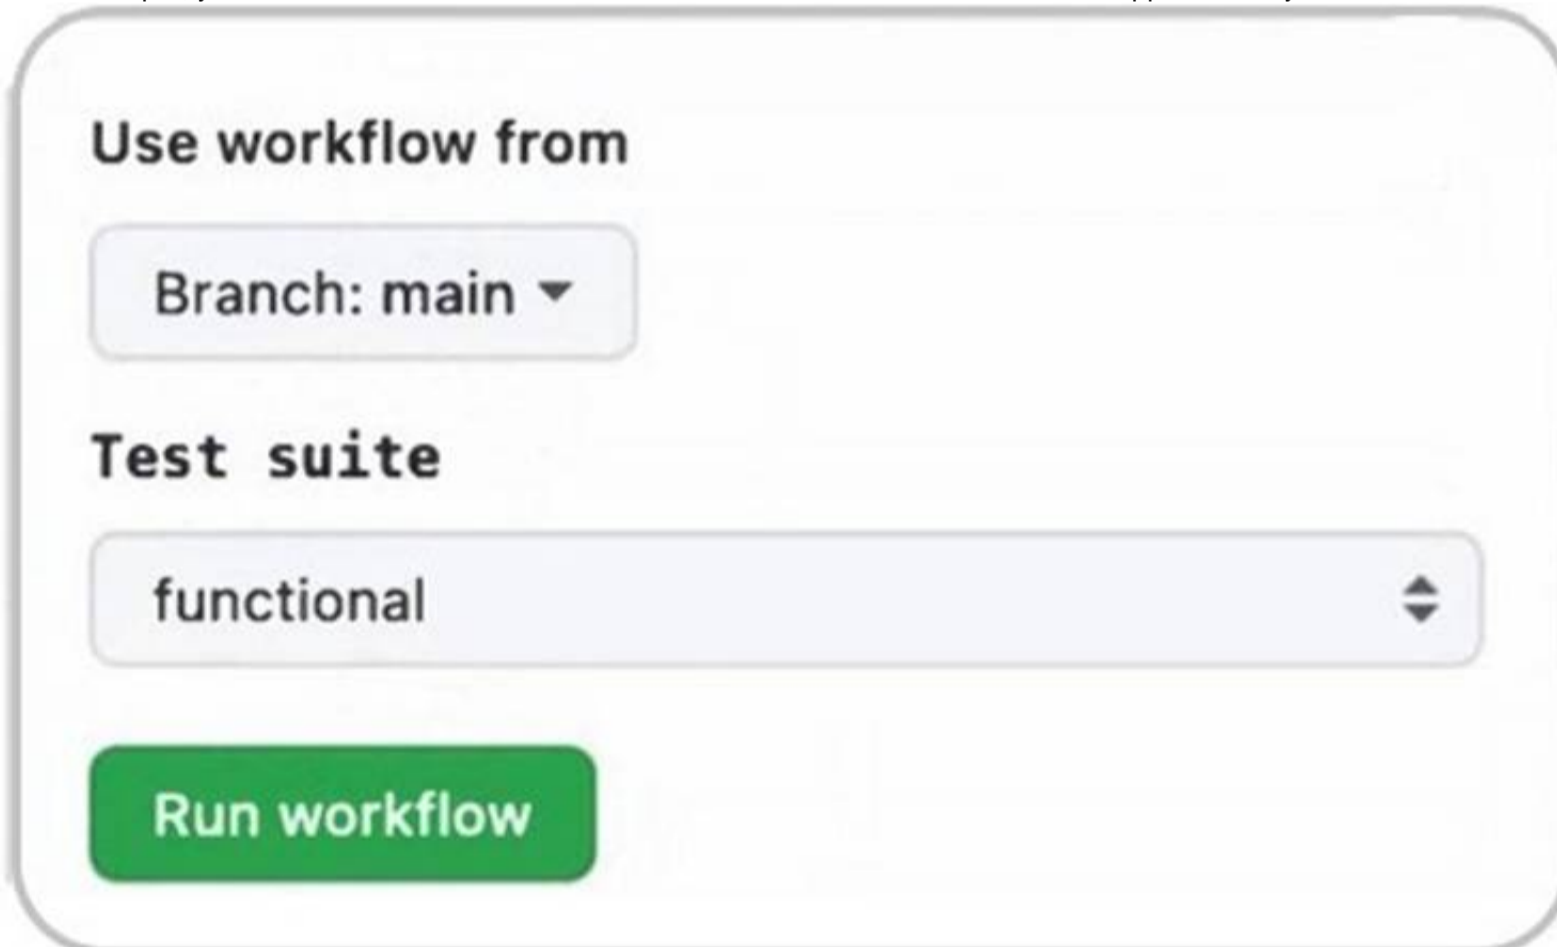 Use workflow from
Branch: main
Test suite
functional
Run workflow